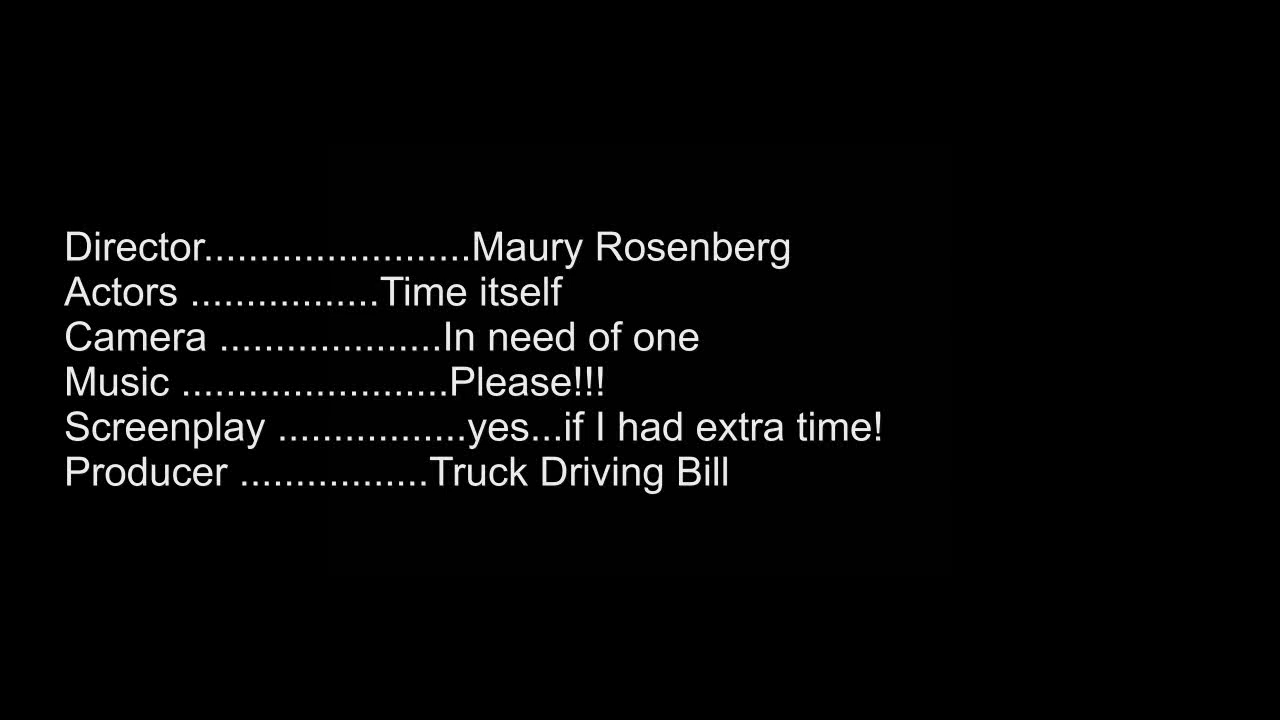 Director........................Maury Rosenberg
Actors .................Time itself
Camera ....................In need of one
Music ........................Please!!!
Screenplay .................yes...if I had extra time!
Producer .................Truck Driving Bill